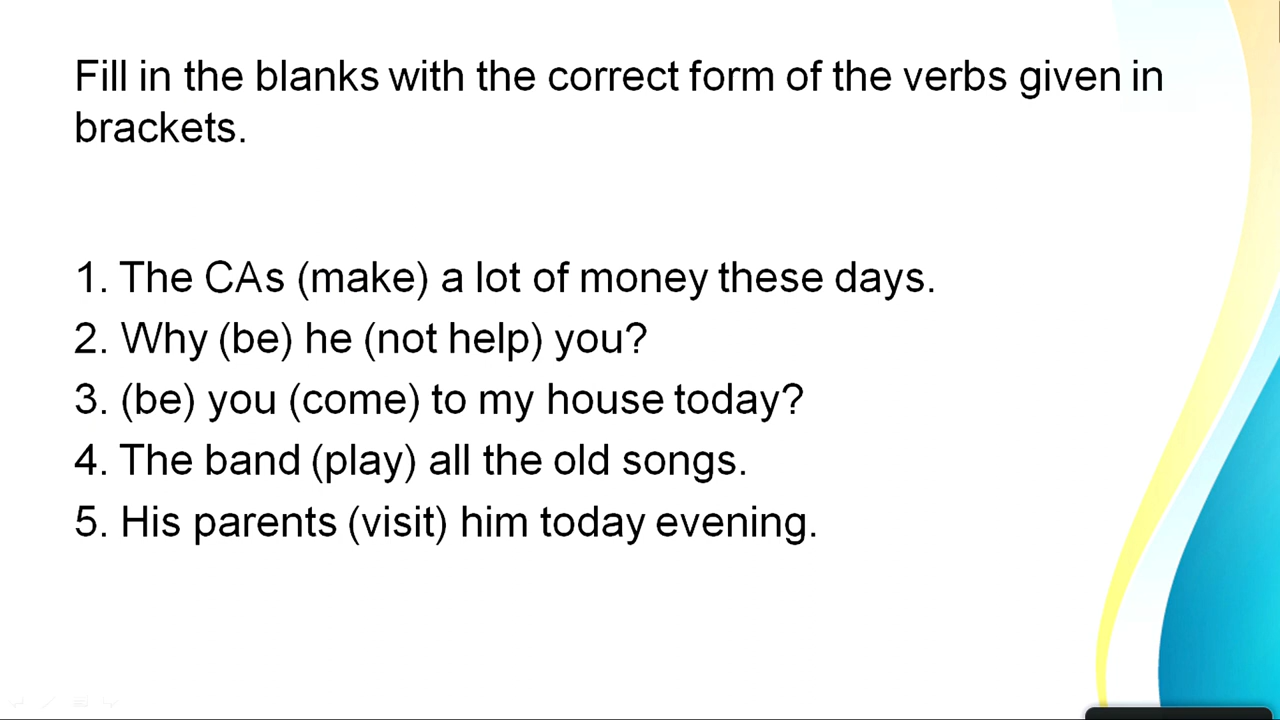 Fill in the blanks with the correct form of the verbs given in
brackets.
1. The CAs (make) a lot of money these days.
2. Why (be) he (not help) you?
3. (be) you (come) to my house today?
4. The band (play) all the old songs.
5. His parents (visit) him today evening.